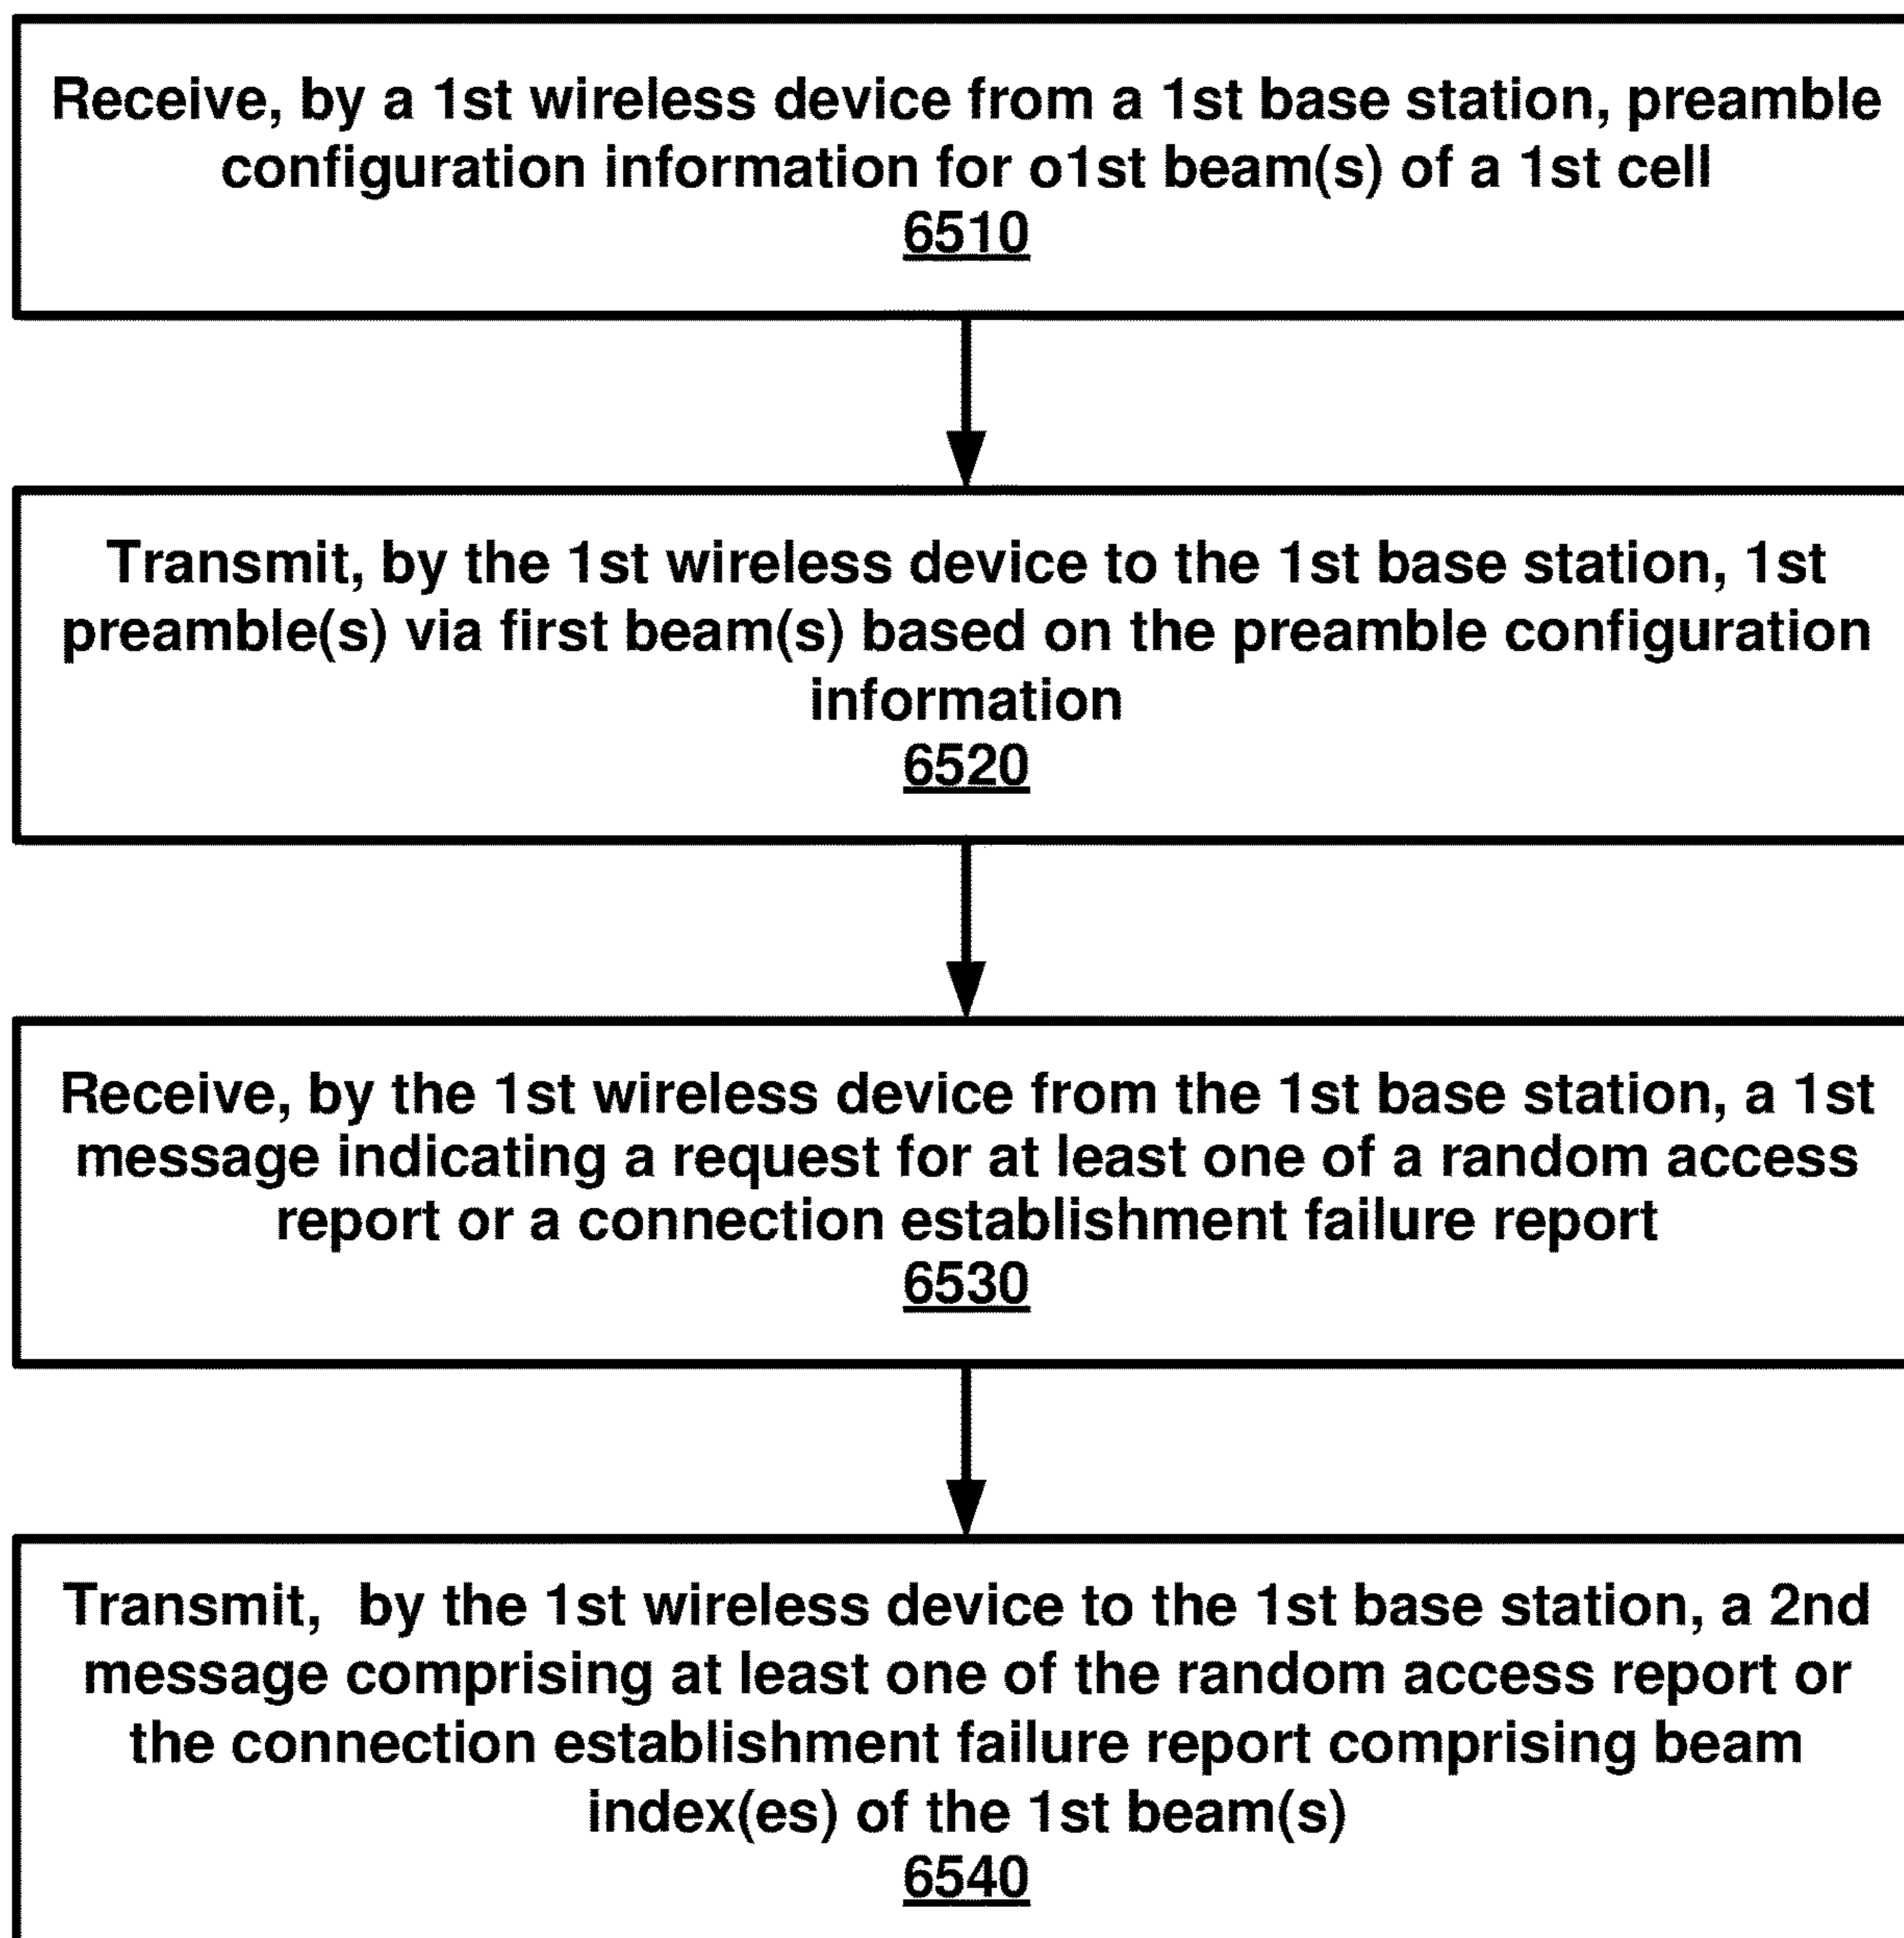 Receive, by a 1st wireless device from a 1st base station, preamble
configuration information for o1st beam(s) of a 1st cell
6510
Transmit, by the 1st wireless device to the 1st base station, 1st
preamble(s) via first beam(s) based on the preamble configuration
information
6520
Receive, by the 1st wireless device from the 1st base station, a 1st
message indicating a request for at least one of a random access
report or a connection establishment failure report
6530
Transmit,  by the 1st wireless device to the 1st base station, a 2nd
message comprising at least one of the random access report or
the connection establishment failure report comprising beam
index(es) of the 1st beam(s)
6540